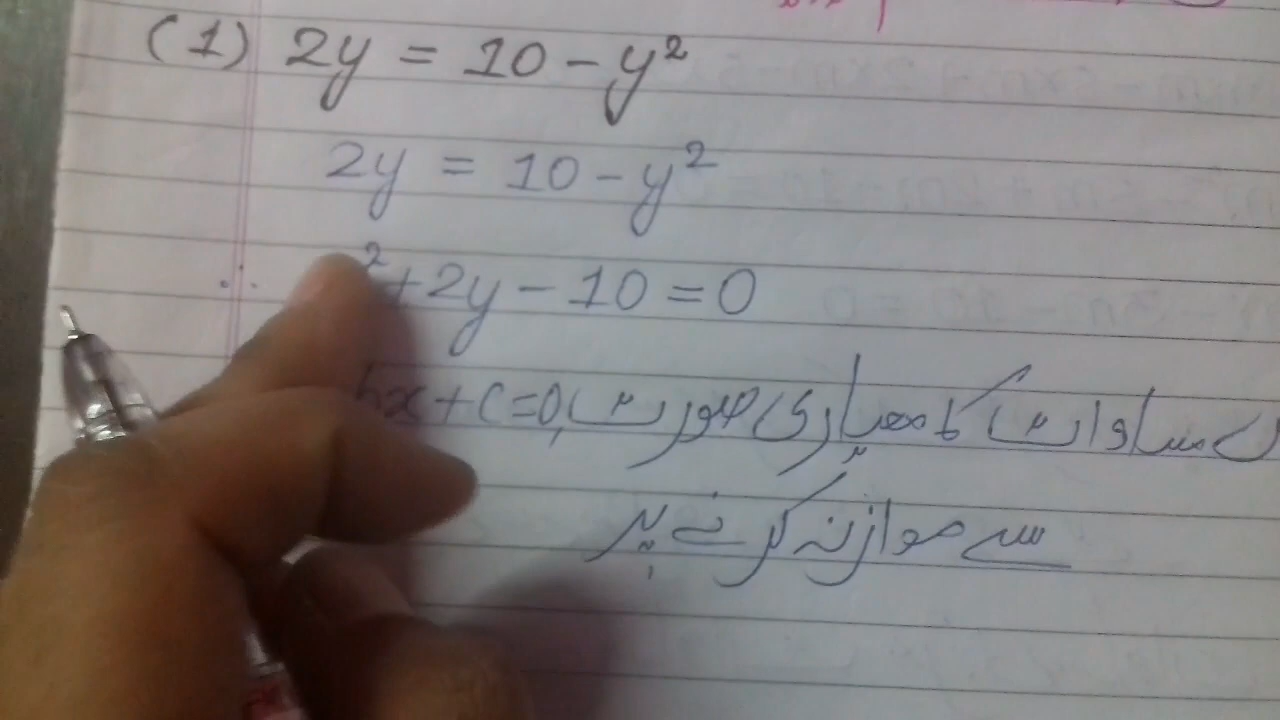 (1) 2y = 10 - y²
2y = 10 - y²
∴ ² + 2y - 10 = 0
مساوات کا معیاری صورت bx + c = 0,
سے موازنہ کرنے پر